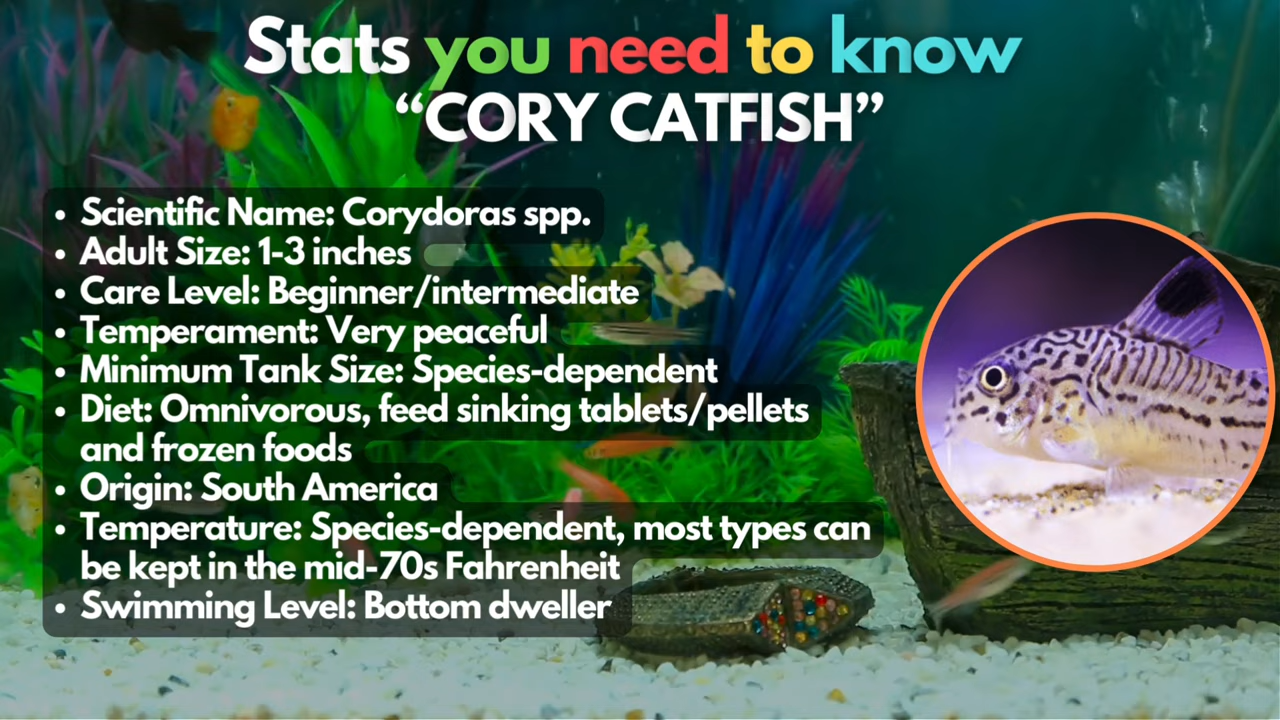 Stats you need to know
“CORY CATFISH”
• Scientific Name: Corydoras spp.
• Adult Size: 1-3 inches
• Care Level: Beginner/intermediate
• Temperament: Very peaceful
• Minimum Tank Size: Species-dependent
• Diet: Omnivorous, feed sinking tablets/pellets
and frozen foods
• Origin: South America
• Temperature: Species-dependent, most types can
be kept in the mid-70s Fahrenheit
• Swimming Level: Bottom dweller